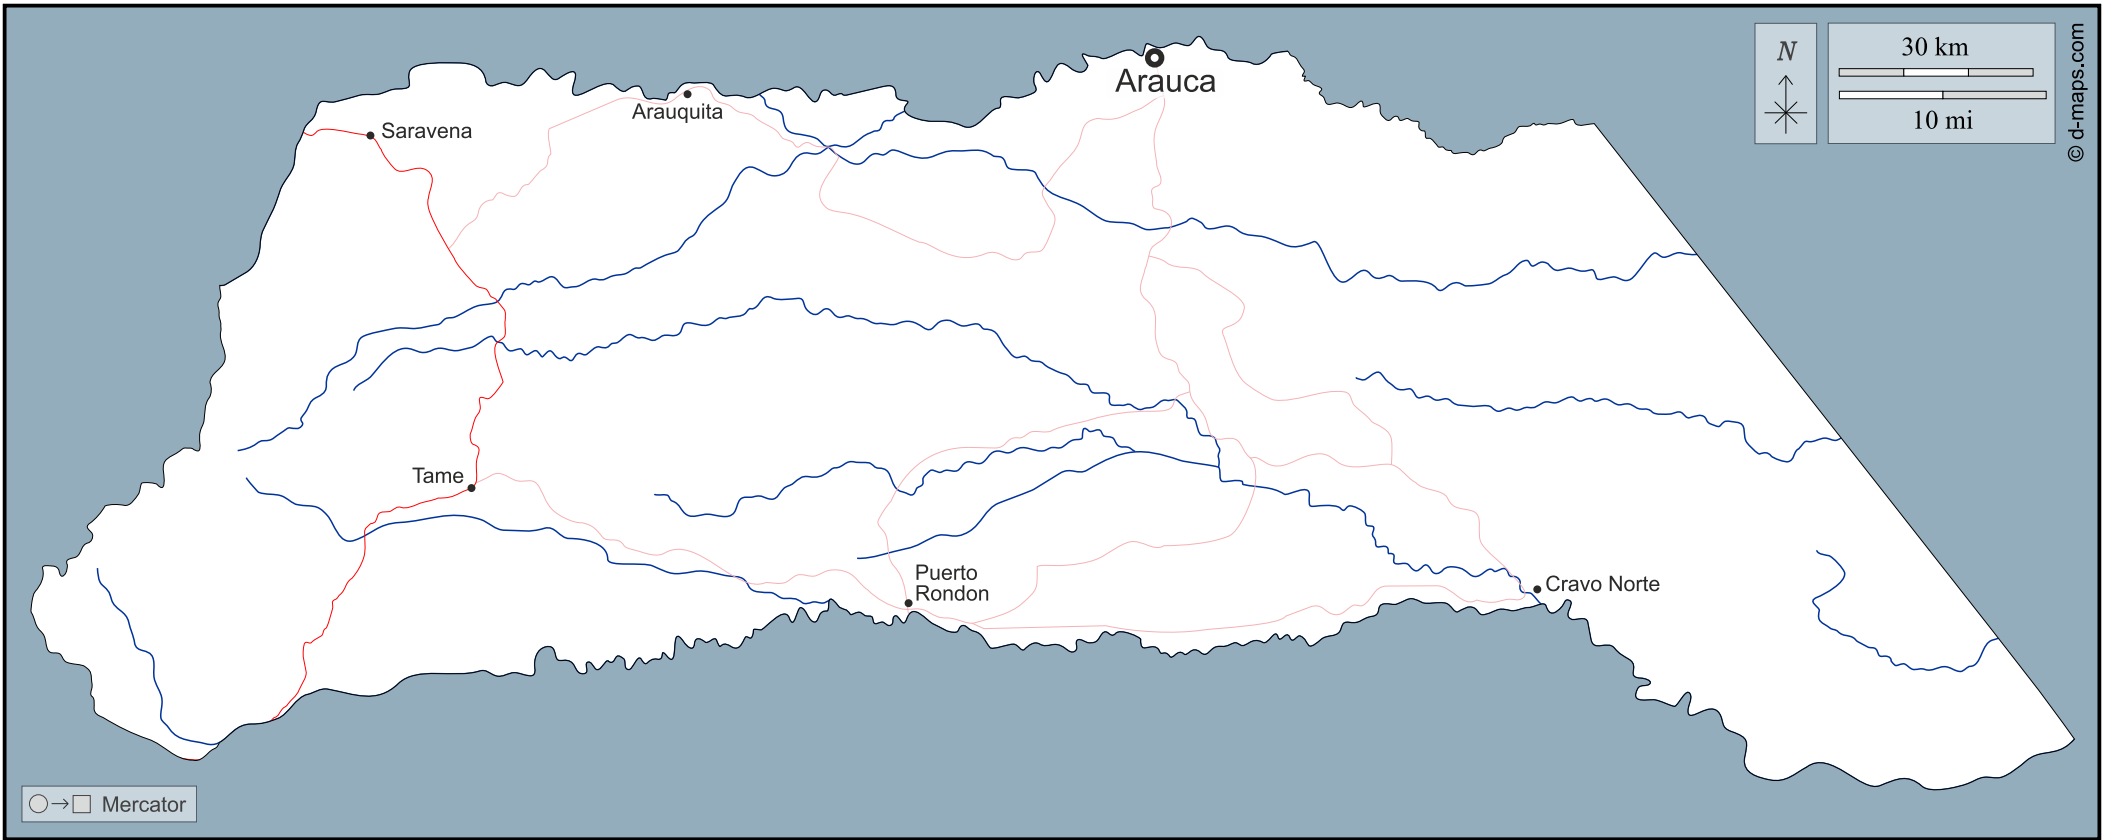 N
30 km
10 mi
© d-maps.com
Arauca
Arauquita
Saravena
Tame
Puerto
Rondon
Cravo Norte
Mercator